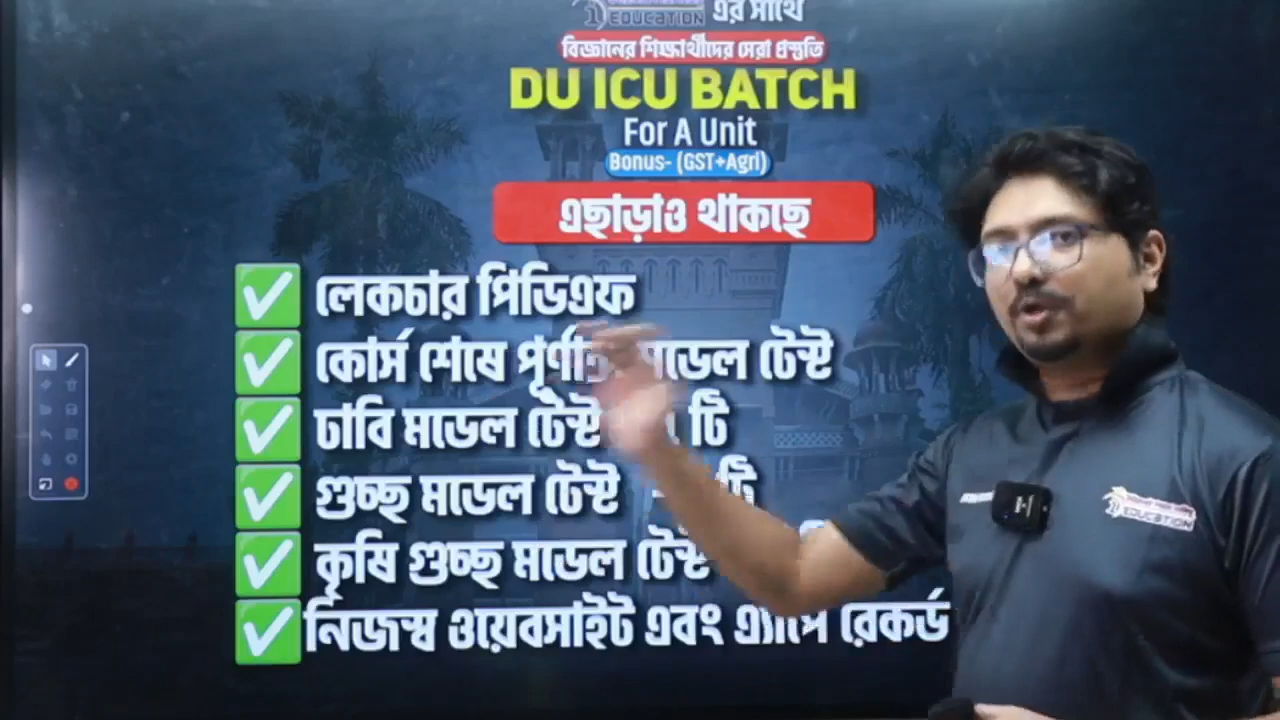 EDUCATION এর সাথে
বিজ্ঞানের শিক্ষার্থীদের সেরা প্রস্তুতি
DU ICU BATCH
For A Unit
Bonus- (GST+Agri)
এছাড়াও থাকছে
লেকচার পিডিএফ
কোর্স শেষে মডেল টেস্ট
ঢাবি মডেল টেস্ট টি
গুচ্ছ মডেল টেস্ট টি
কৃষি গুচ্ছ মডেল টেস্ট
নিজস্ব ওয়েবসাইট এবং এ্যাপে রেকর্ড
EDUCATION